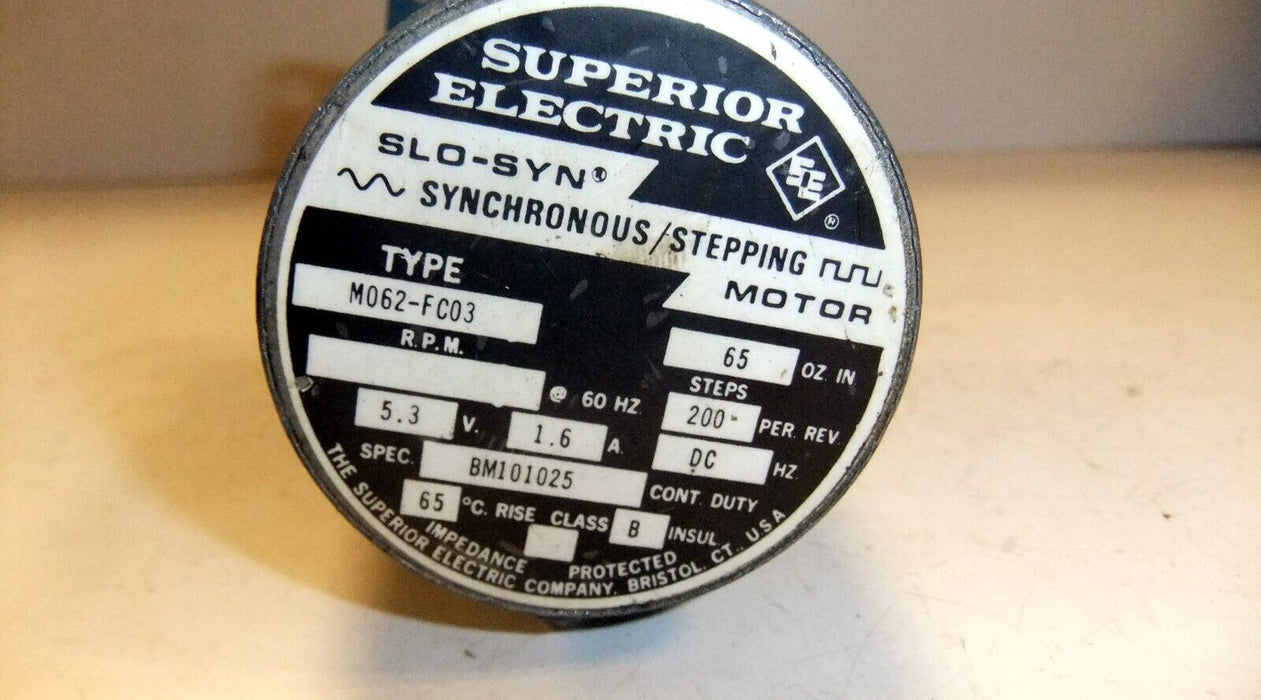 SUPERIOR
ELECTRIC
SLO-SYN®
SYNCHRONOUS/STEPPING
MOTOR
®
TYPE
M062-FC03
R.P.M.
@ 60 HZ.
65 OZ. IN.
STEPS
200 PER. REV.
5.3 V. 1.6 A.
DC HZ.
SPEC. BM101025 CONT. DUTY
65 °C. RISE CLASS B INSUL.
IMPEDANCE PROTECTED
THE SUPERIOR ELECTRIC COMPANY. BRISTOL, CT., U.S.A